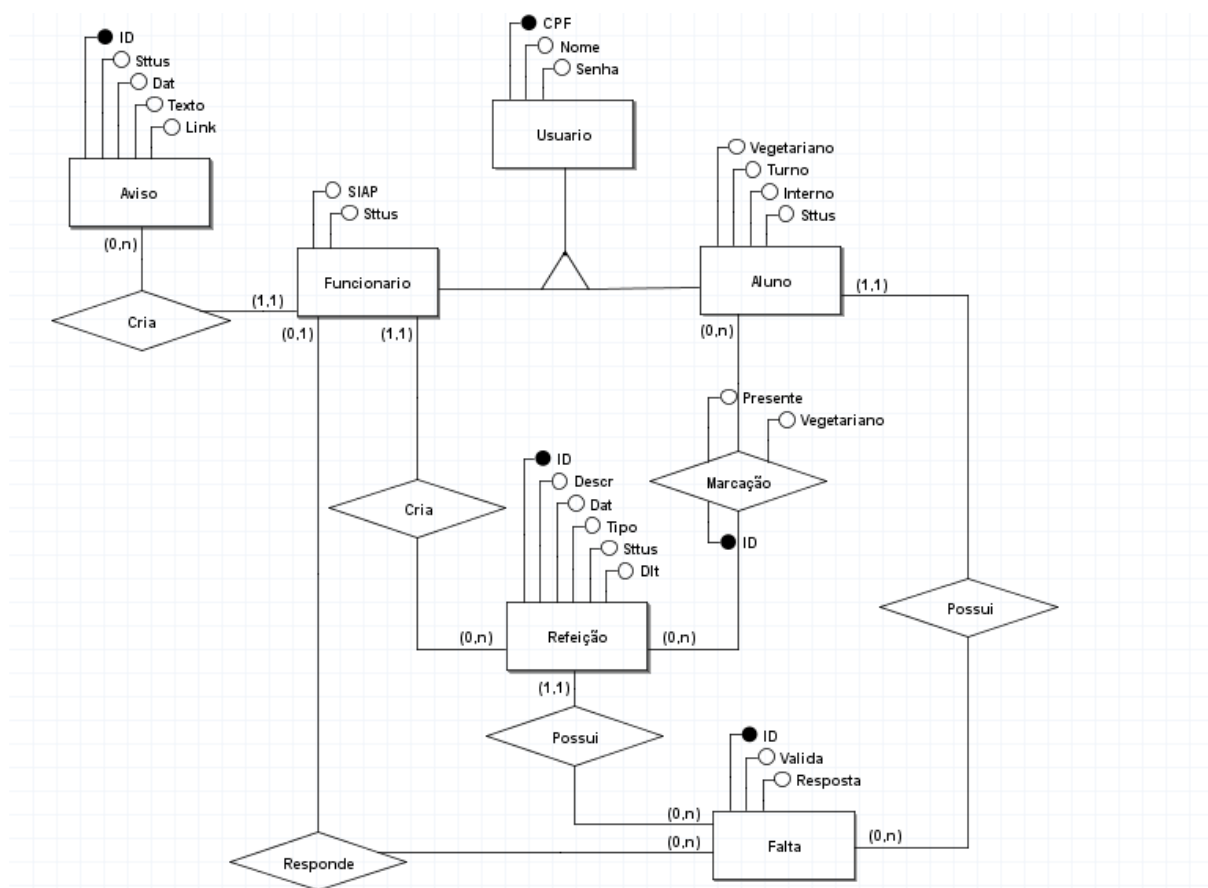 ID
Sttus
Dat
Texto
Link
Aviso
(0,n)
Cria
(1,1)
CPF
Nome
Senha
Usuario
SIAP
Sttus
Funcionario
(0,1)
(1,1)
Vegetariano
Turno
Interno
Sttus
Aluno
(1,1)
(0,n)
Presente
Vegetariano
Marcação
ID
Cria
ID
Descr
Dat
Tipo
Sttus
Dlt
Refeição
(0,n)
(0,n)
(1,1)
Possui
Possui
ID
Valida
Resposta
Falta
(0,n)
(0,n)
(0,n)
Responde